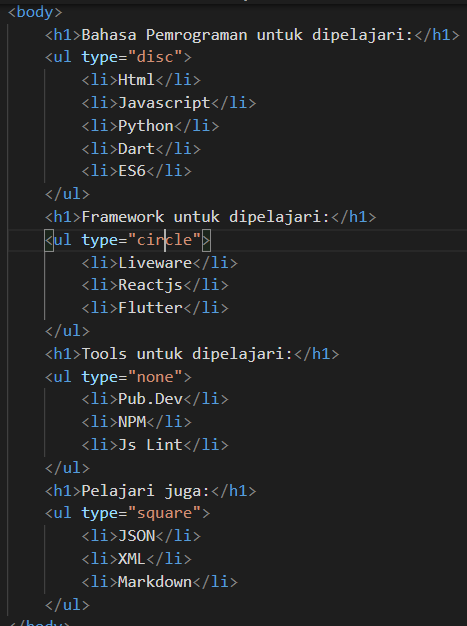 <body>
<h1>Bahasa Pemrograman untuk dipelajari:</h1>
<ul type="disc">
<li>Html</li>
<li>Javascript</li>
<li>Python</li>
<li>Dart</li>
<li>ES6</li>
</ul>
<h1>Framework untuk dipelajari:</h1>
<ul type="circle">
<li>Liveware</li>
<li>Reactjs</li>
<li>Flutter</li>
</ul>
<h1>Tools untuk dipelajari:</h1>
<ul type="none">
<li>Pub.Dev</li>
<li>NPM</li>
<li>Js Lint</li>
</ul>
<h1>Pelajari juga:</h1>
<ul type="square">
<li>JSON</li>
<li>XML</li>
<li>Markdown</li>
</ul>
</body>